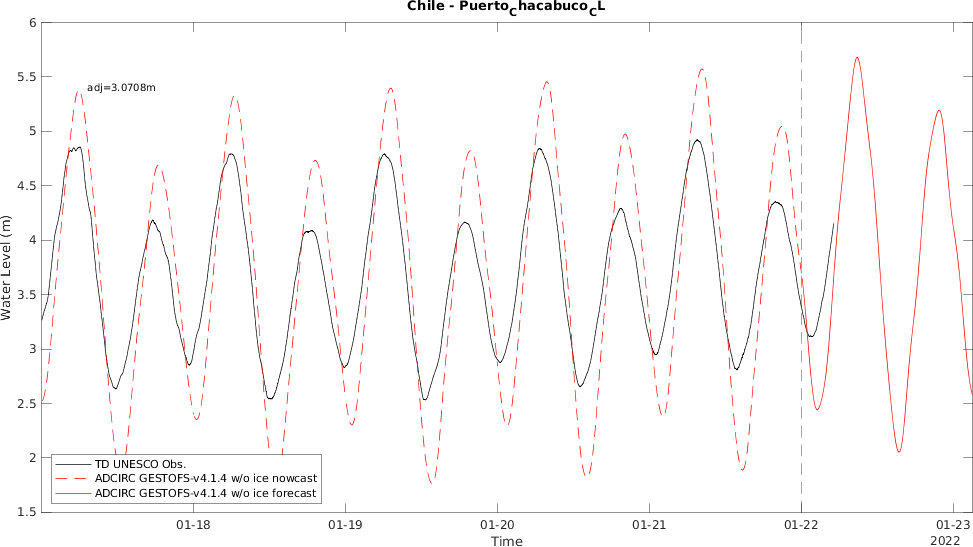 Chile - PuertoChacabucoCL
6
5.5
5
4.5
4
3.5
3
2.5
2
1.5
Water Level (m)
adj=3.0708m
TD UNESCO Obs.
ADCIRC GESTOFS-v4.1.4 w/o ice nowcast
ADCIRC GESTOFS-v4.1.4 w/o ice forecast
01-18 01-19 01-20 01-21 01-22 01-23
Time 2022